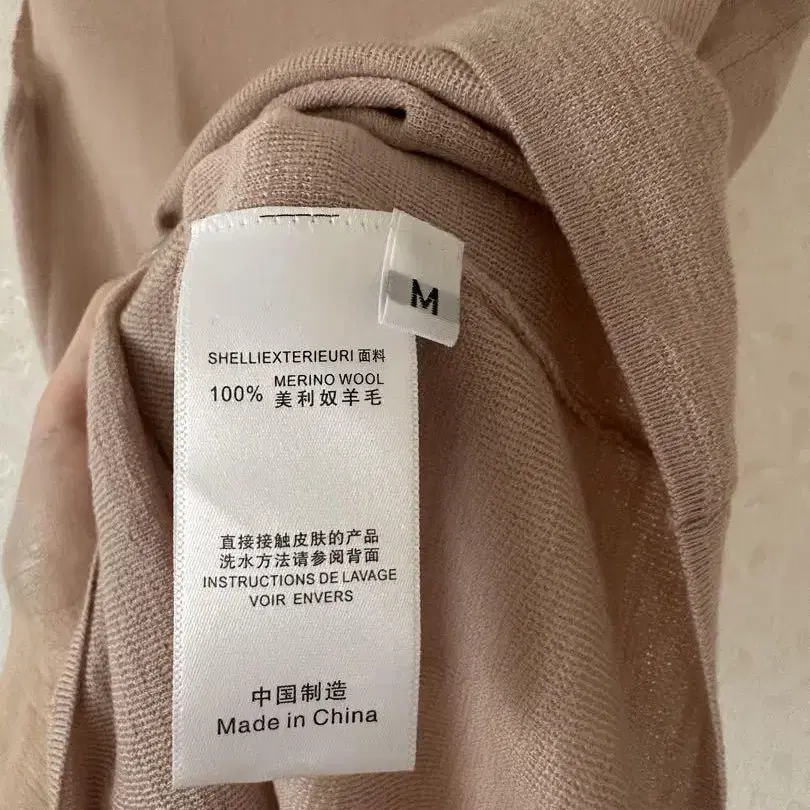 M
SHELLIEXTERIEURI 面料
100% MERINO WOOL
美利奴羊毛
直接接触皮肤的产品
洗水方法请参阅背面
INSTRUCTIONS DE LAVAGE
VOIR ENVERS
中国制造
Made in China